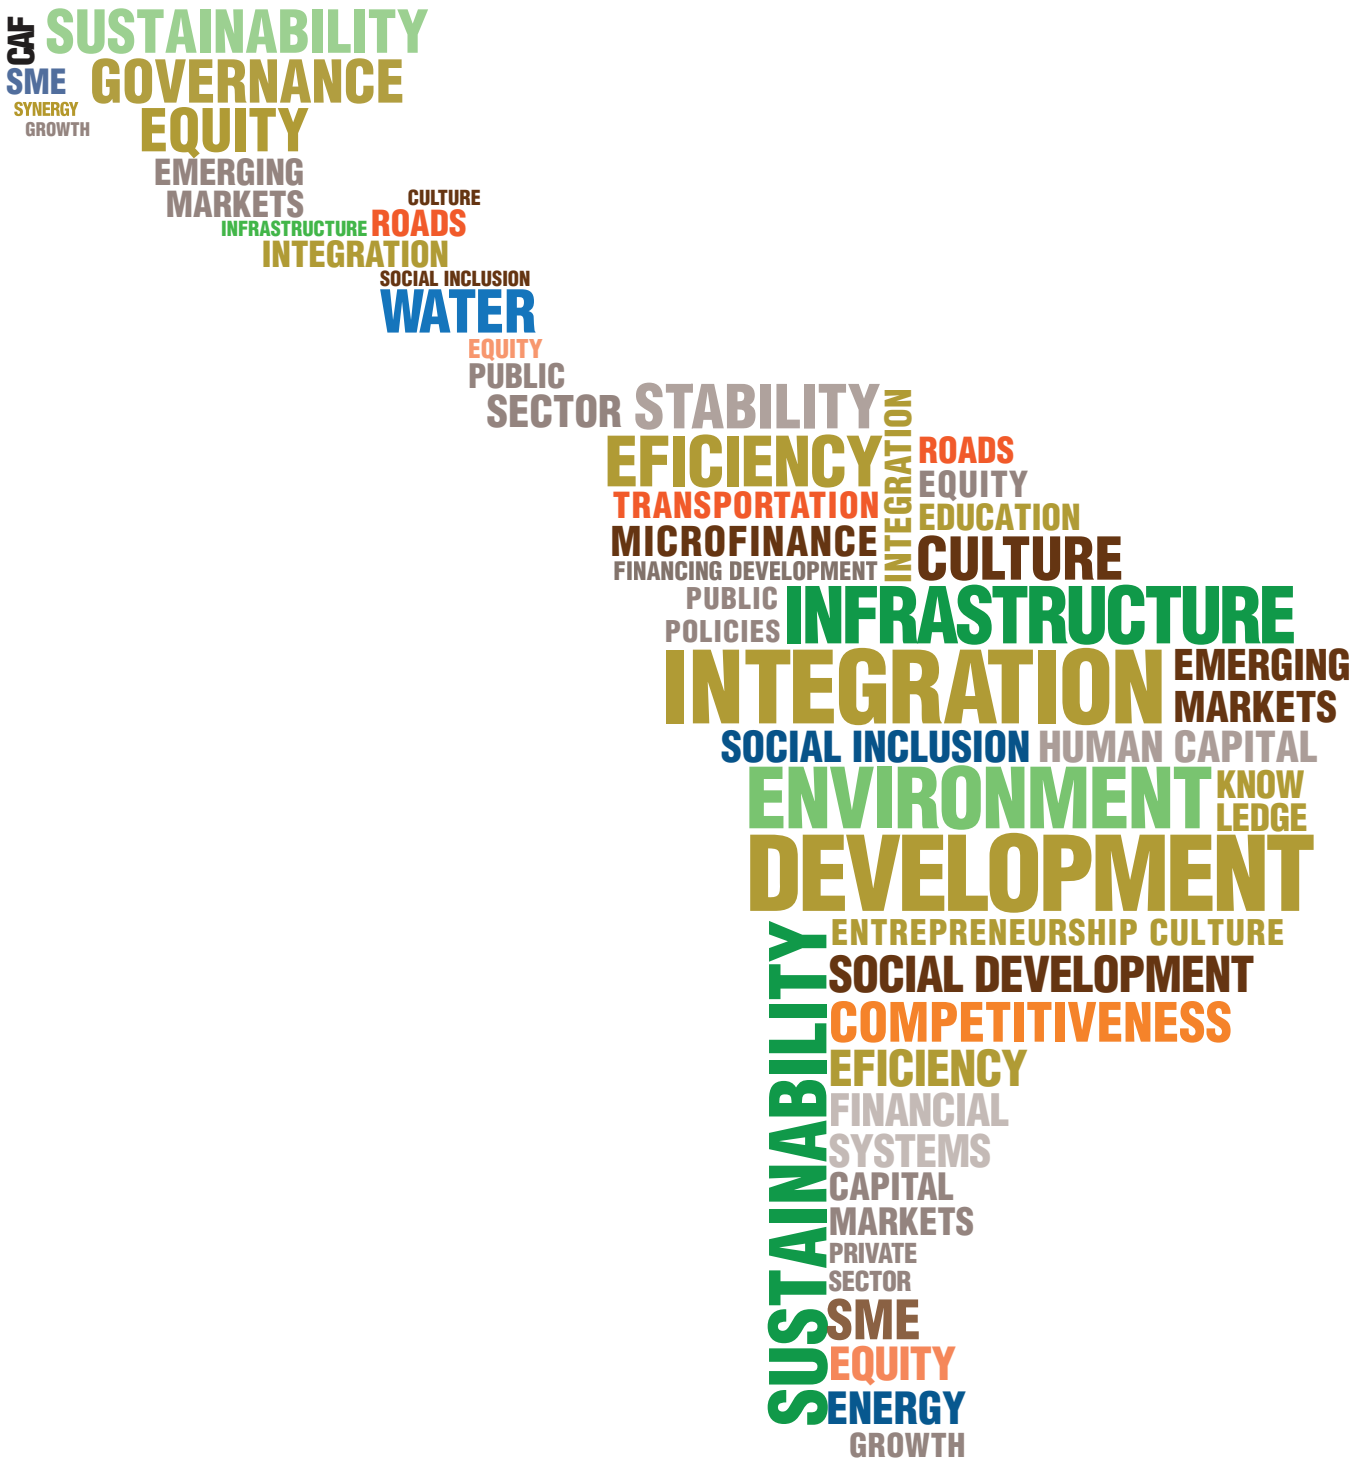 CAF
SUSTAINABILITY
SME
GOVERNANCE
SYNERGY
GROWTH
EQUITY
EMERGING
MARKETS
CULTURE
INFRASTRUCTURE
ROADS
INTEGRATION
SOCIAL INCLUSION
WATER
EQUITY
PUBLIC
SECTOR
STABILITY
INTEGRATION
EFICIENCY
ROADS
EQUITY
TRANSPORTATION
EDUCATION
MICROFINANCE
CULTURE
FINANCING DEVELOPMENT
PUBLIC
POLICIES
INFRASTRUCTURE
INTEGRATION
EMERGING
MARKETS
SOCIAL INCLUSION
HUMAN CAPITAL
ENVIRONMENT
KNOW
LEDGE
DEVELOPMENT
SUSTAINABILITY
ENTREPRENEURSHIP CULTURE
SOCIAL DEVELOPMENT
COMPETITIVENESS
EFICIENCY
FINANCIAL
SYSTEMS
CAPITAL
MARKETS
PRIVATE
SECTOR
SME
EQUITY
ENERGY
GROWTH